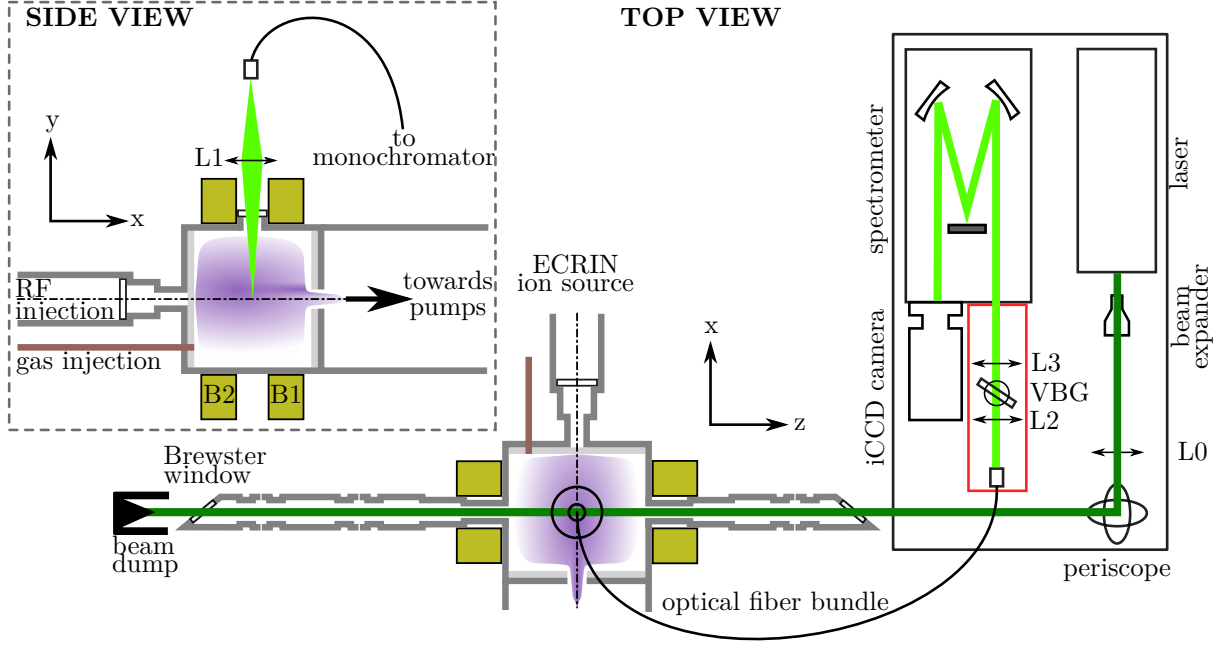 SIDE VIEW
TOP VIEW
y
x
L1
to
monochromator
RF
injection
towards
pumps
gas injection
B2
B1
ECRIN
ion source
x
z
spectrometer
laser
iCCD camera
beam
expander
L3
VBG
L2
L0
Brewster
window
beam
dump
optical fiber bundle
periscope